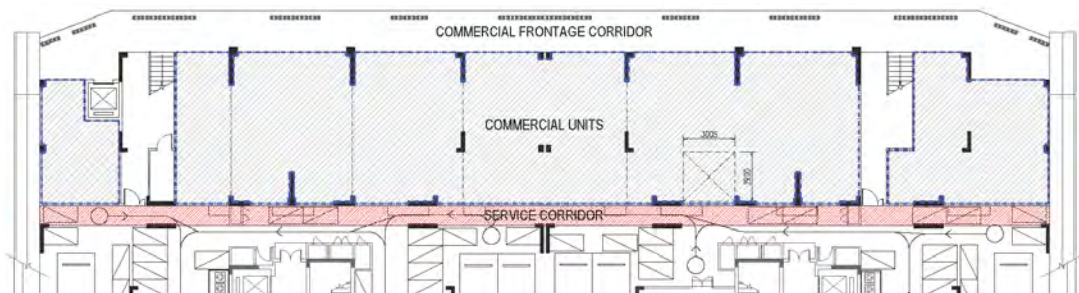 COMMERCIAL FRONTAGE CORRIDOR
COMMERCIAL UNITS
3005
SERVICE CORRIDOR